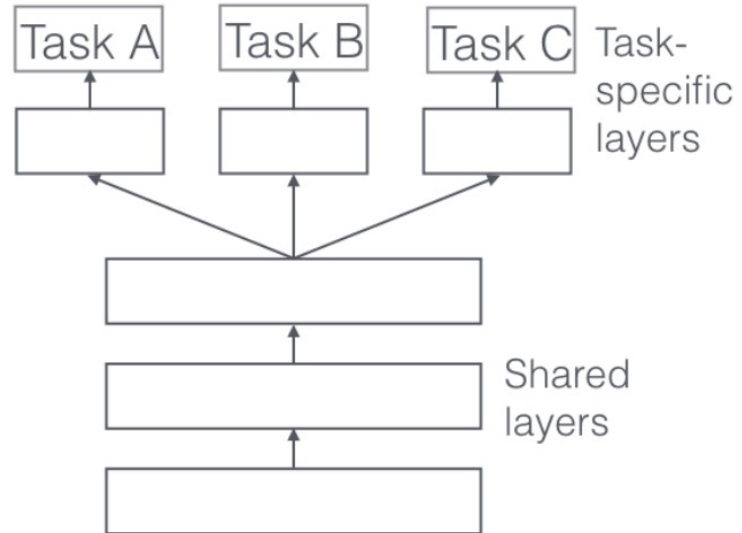 Task A
Task B
Task C
Task-
specific
layers
Shared
layers